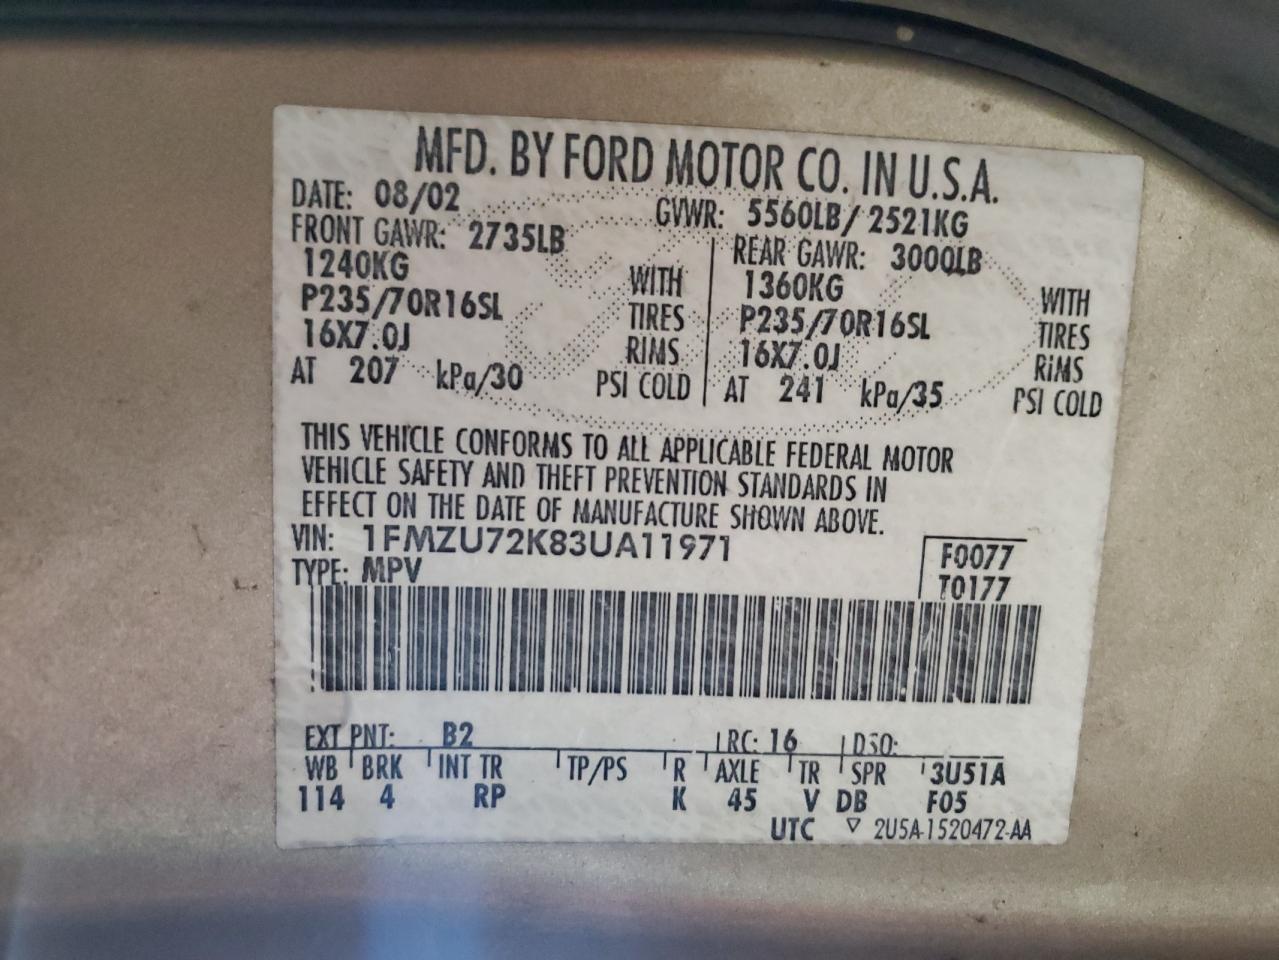 MFD. BY FORD MOTOR CO. IN U.S.A.
DATE: 08/02 GVWR: 5560LB/ 2521KG
FRONT GAWR: 2735LB REAR GAWR: 3000LB
1240KG WITH 1360KG WITH
P235/70R16SL TIRES P235/70R16SL TIRES
16X7.0J RIMS 16X7.0J RIMS
AT 207 kPa/30 PSI COLD AT 241 kPa/35 PSI COLD
THIS VEHICLE CONFORMS TO ALL APPLICABLE FEDERAL MOTOR
VEHICLE SAFETY AND THEFT PREVENTION STANDARDS IN
EFFECT ON THE DATE OF MANUFACTURE SHOWN ABOVE.
VIN: 1FMZU72K83UA11971 F0077
TYPE: MPV T0177
EXT PNT: B2 RC: 16 DSO:
WB BRK INT TR TP/PS R AXLE TR SPR 3U51A
114 4 RP K 45 V DB F05
UTC ▽ 2U5A-1520472-AA